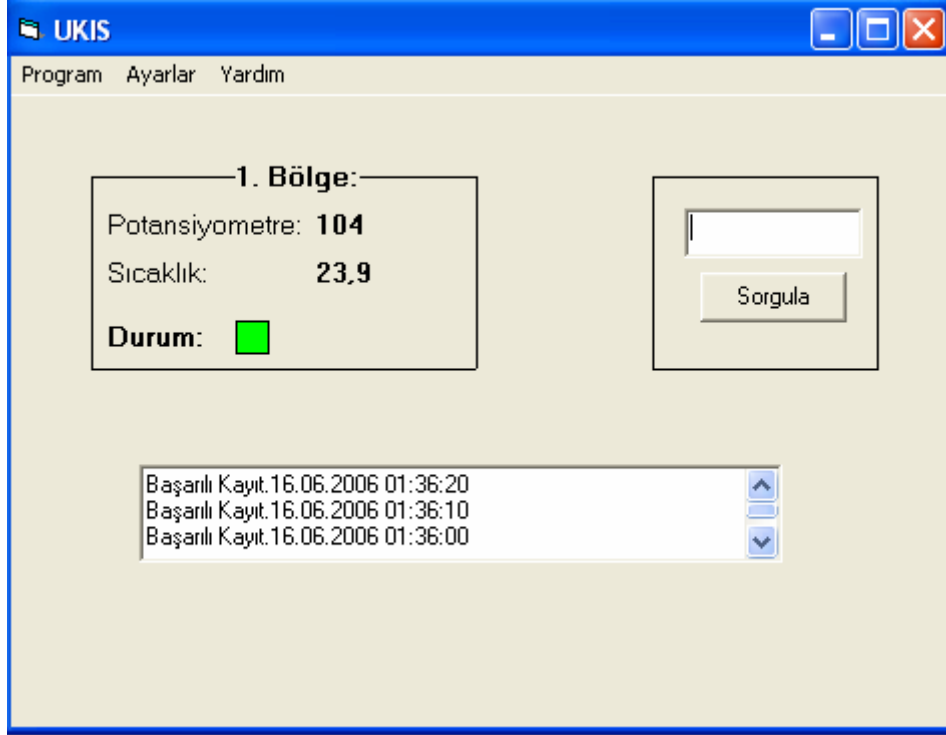 UKIS
Program Ayarlar Yardım
1. Bölge:
Potansiyometre: 104
Sıcaklık: 23,9
Durum:
Sorgula
Başarılı Kayıt.16.06.2006 01:36:20
Başarılı Kayıt.16.06.2006 01:36:10
Başarılı Kayıt.16.06.2006 01:36:00